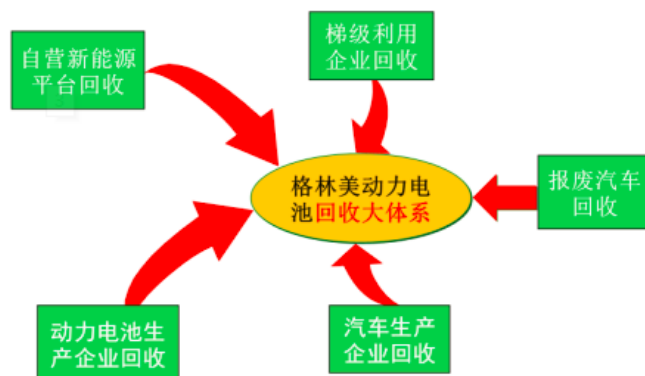 自营新能源
平台回收
梯级利用
企业回收
格林美动力电
池回收大体系
报废汽车
回收
动力电池生
产企业回收
汽车生产
企业回收